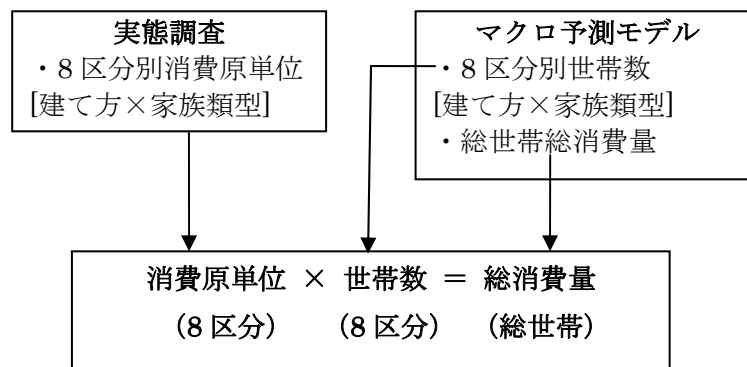 実態調査
・8 区分別消費原単位
[建て方×家族類型]
マクロ予測モデル
・8 区分別世帯数
[建て方×家族類型]
・総世帯総消費量
消費原単位 × 世帯数 = 総消費量
(8 区分) (8 区分) (総世帯)